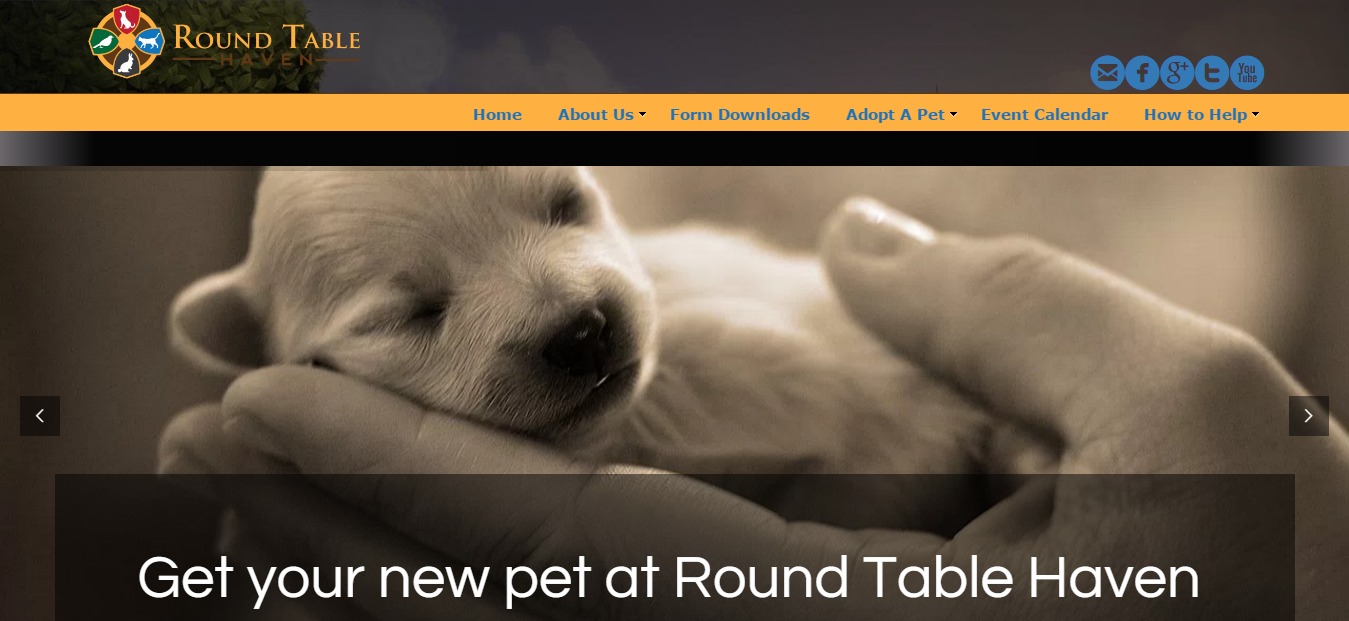 ROUND TABLE
HAVEN
f g+ t You Tube
Home About Us Form Downloads Adopt A Pet Event Calendar How to Help
Get your new pet at Round Table Haven